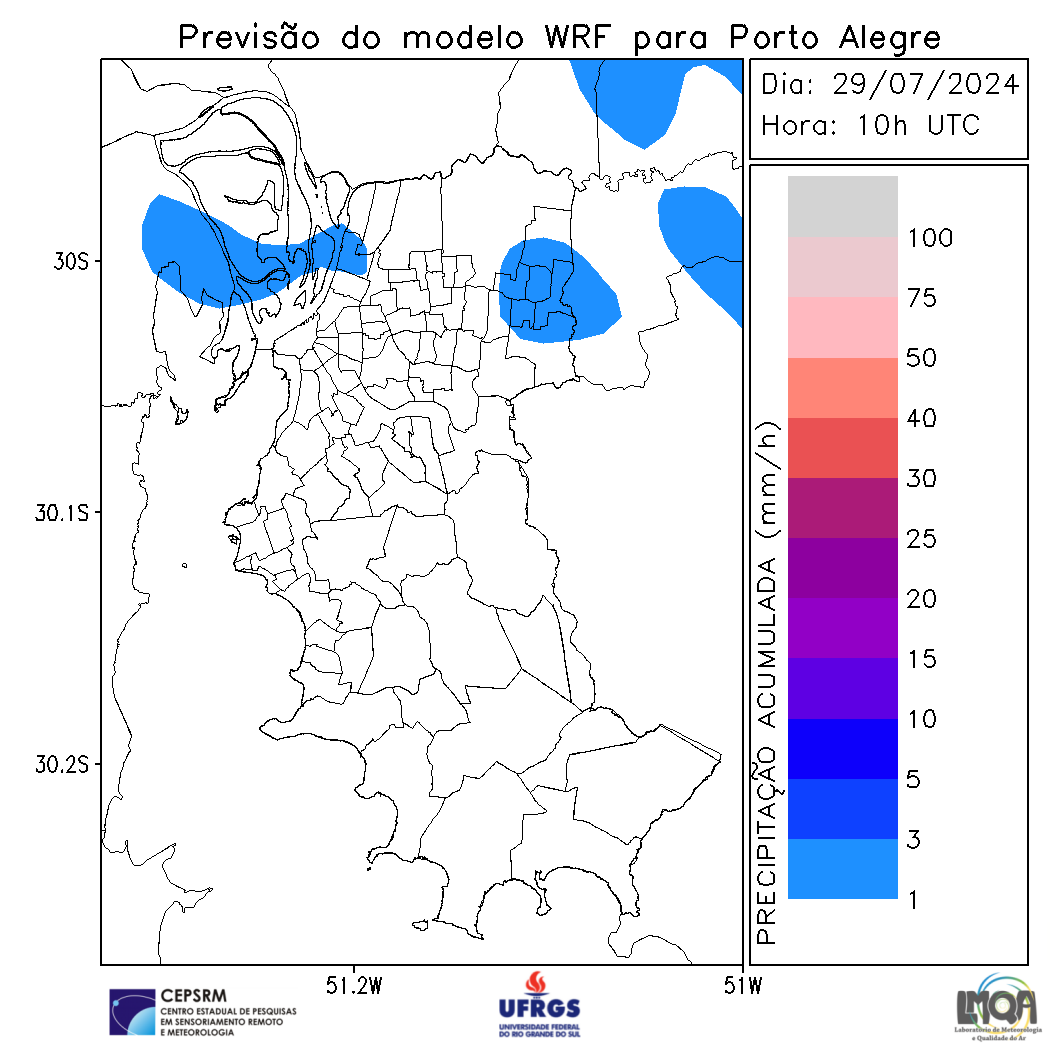 Previsão do modelo WRF para Porto Alegre
Dia: 29/07/2024
Hora: 10h UTC
30S
30.1S
30.2S
51.2W
51W
PRECIPITAÇÃO ACUMULADA (mm/h)
100
75
50
40
30
25
20
15
10
5
3
1
CEPSRM
CENTRO ESTADUAL DE PESQUISAS
EM SENSORIAMENTO REMOTO
E METEOROLOGIA
UFRGS
UNIVERSIDADE FEDERAL
DO RIO GRANDE DO SUL
LMQA
Laboratório de Meteorologia
e Qualidade do Ar